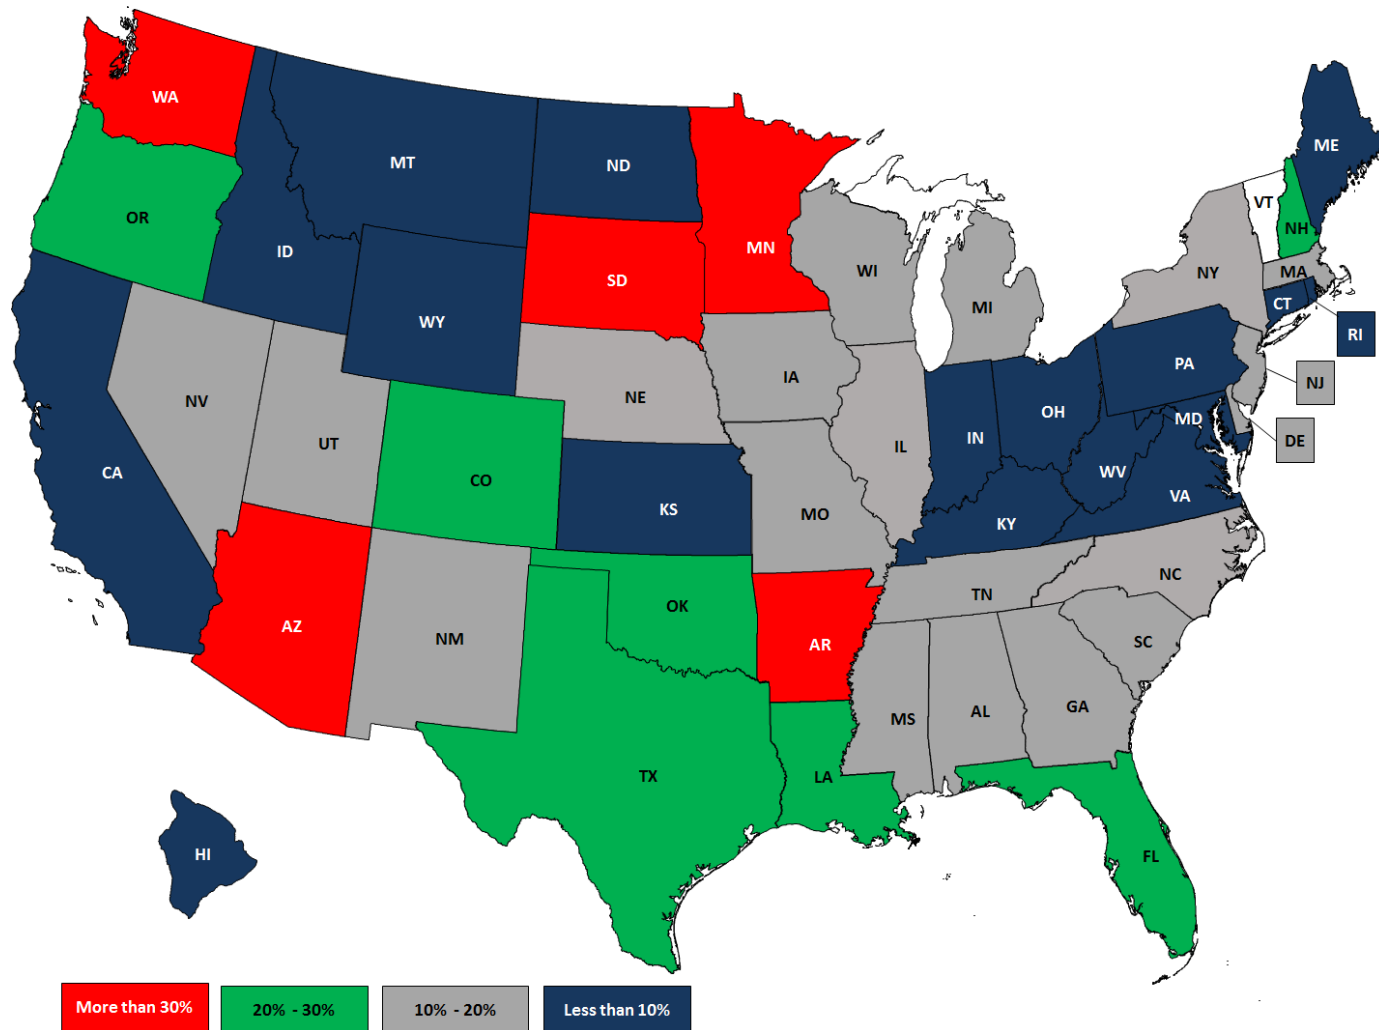 WA
MT
ND
ME
OR
ID
MN
VT
NH
WI
NY
MA
SD
MI
CT
WY
RI
PA
IA
NJ
NV
NE
UT
OH
MD
IN
DE
CA
CO
IL
WV
KS
VA
MO
KY
NC
TN
OK
AZ
NM
AR
SC
MS
AL
GA
TX
LA
HI
FL
More than 30%
20% - 30%
10% - 20%
Less than 10%